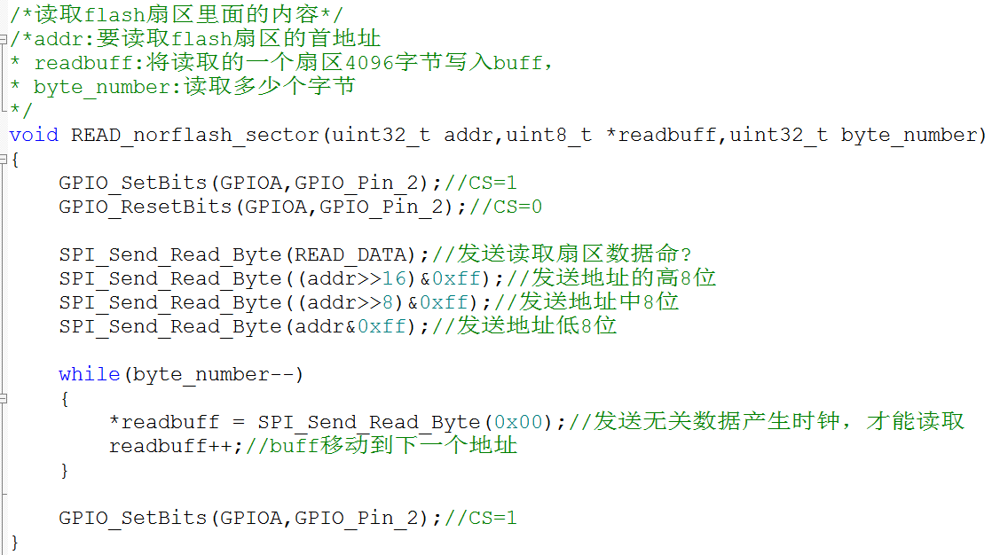 /*读取flash扇区里面的内容*/
/*addr:要读取flash扇区的首地址
* readbuff:将读取的一个扇区4096字节写入buff,
* byte_number:读取多少个字节
*/
void READ_norflash_sector(uint32_t addr,uint8_t *readbuff,uint32_t byte_number)
{
    GPIO_SetBits(GPIOA,GPIO_Pin_2);//CS=1
    GPIO_ResetBits(GPIOA,GPIO_Pin_2);//CS=0
    SPI_Send_Read_Byte(READ_DATA);//发送读取扇区数据命?
    SPI_Send_Read_Byte((addr>>16)&0xff);//发送地址的高8位
    SPI_Send_Read_Byte((addr>>8)&0xff);//发送地址中8位
    SPI_Send_Read_Byte(addr&0xff);//发送地址低8位
    while(byte_number--)
    {
        *readbuff = SPI_Send_Read_Byte(0x00);//发送无关数据产生时钟，才能读取
        readbuff++;//buff移动到下一个地址
    }
    GPIO_SetBits(GPIOA,GPIO_Pin_2);//CS=1
}